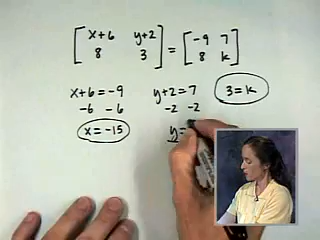 [ x+6 y+2 ] = [ -9 7 ]
[ 8 3 ] [ 8 k ]
x+6=-9 y+2=7 3=k
-6 -6 -2 -2
x=-15 y=